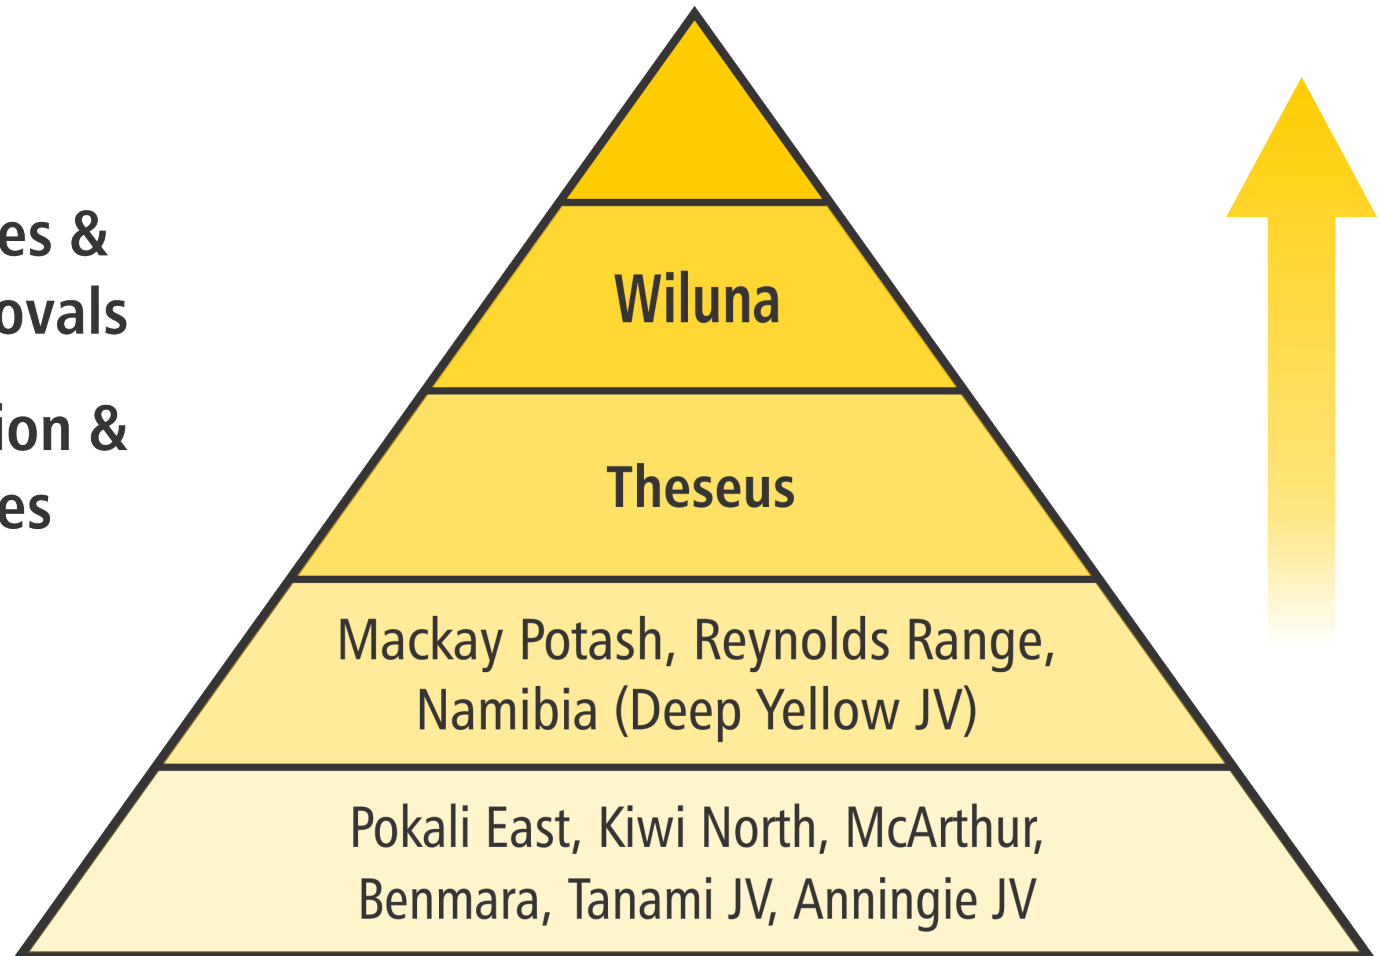 es &
ovals
Wiluna
ion &
es
Theseus
Mackay Potash, Reynolds Range,
Namibia (Deep Yellow JV)
Pokali East, Kiwi North, McArthur,
Benmara, Tanami JV, Anningie JV